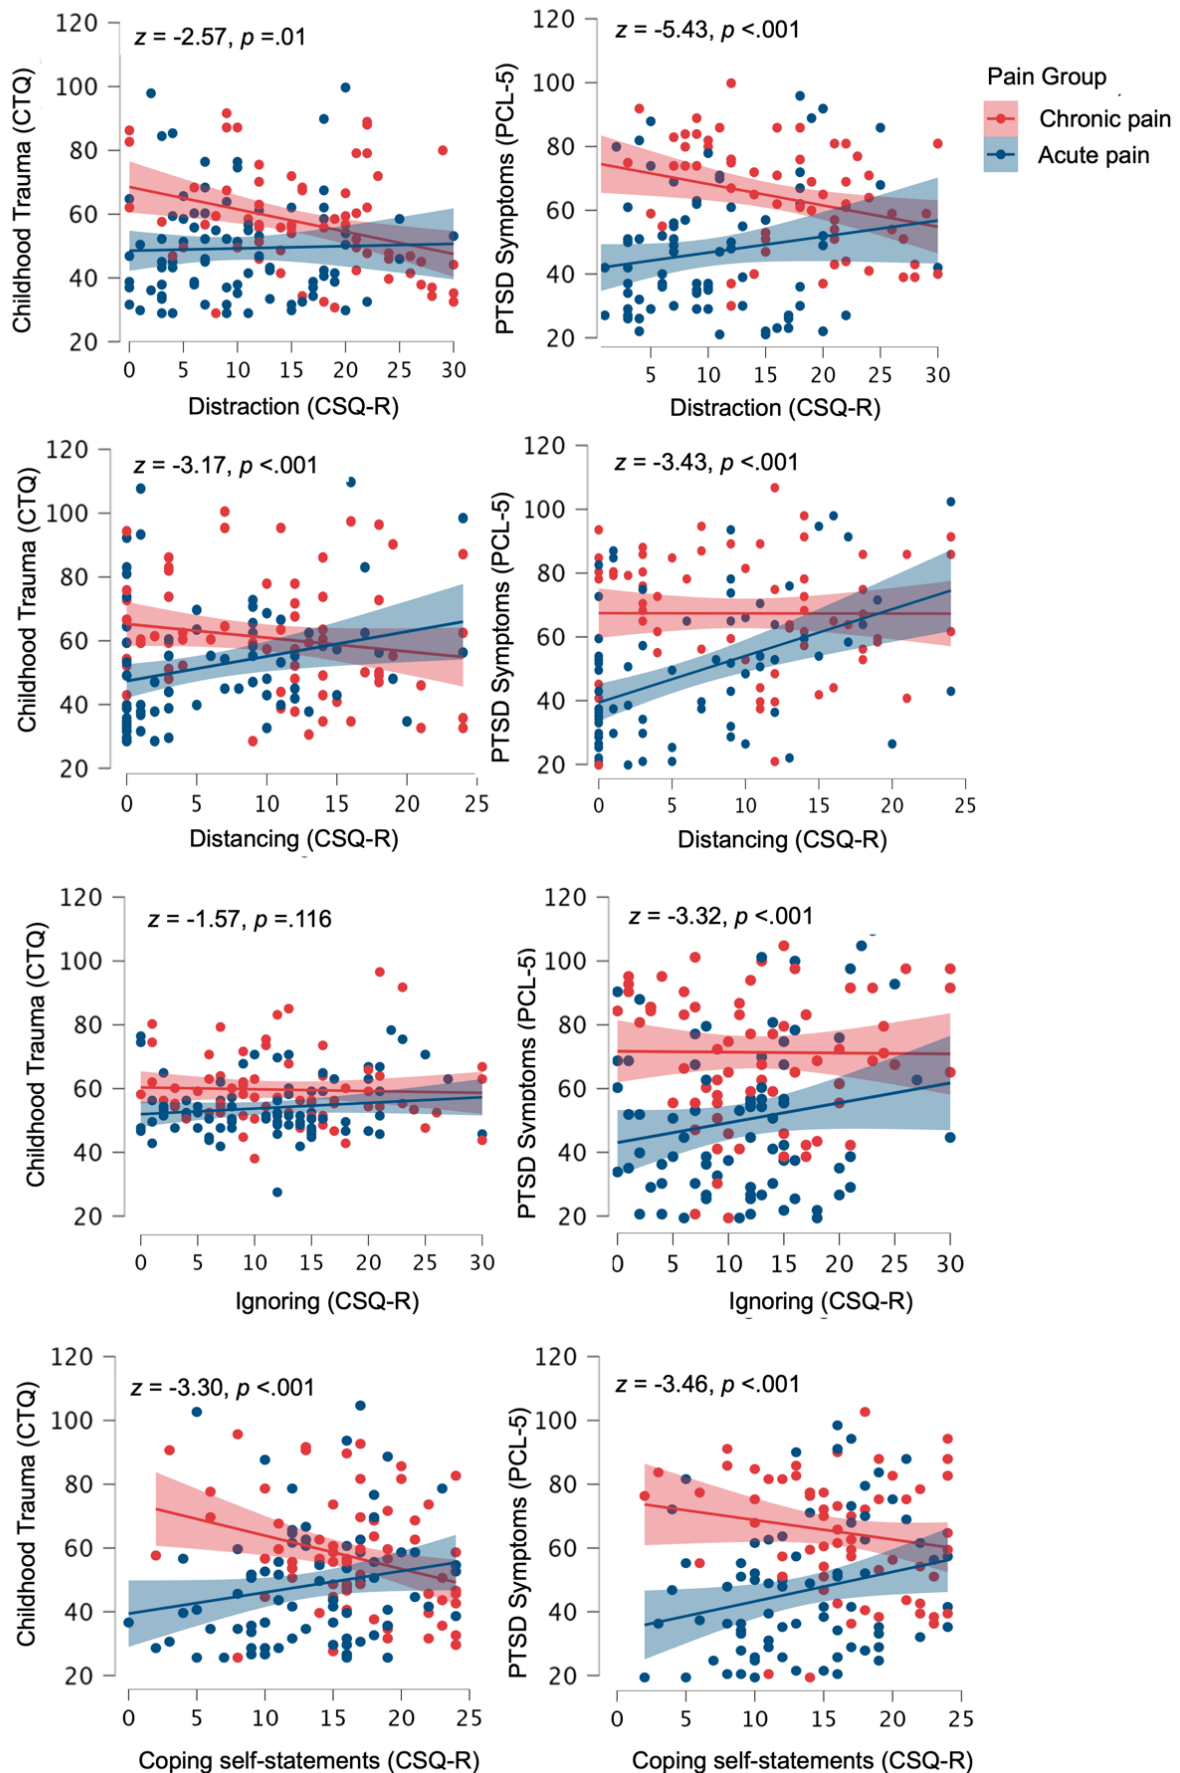 z = -2.57, p =.01
Childhood Trauma (CTQ)
120
100
80
60
40
20
0 5 10 15 20 25 30
Distraction (CSQ-R)
z = -5.43, p <.001
PTSD Symptoms (PCL-5)
120
100
80
60
40
20
5 10 15 20 25 30
Distraction (CSQ-R)
Pain Group
Chronic pain
Acute pain
z = -3.17, p <.001
Childhood Trauma (CTQ)
120
100
80
60
40
20
0 5 10 15 20 25
Distancing (CSQ-R)
z = -3.43, p <.001
PTSD Symptoms (PCL-5)
120
100
80
60
40
20
0 5 10 15 20 25
Distancing (CSQ-R)
z = -1.57, p =.116
Childhood Trauma (CTQ)
120
100
80
60
40
20
0 5 10 15 20 25 30
Ignoring (CSQ-R)
z = -3.32, p <.001
PTSD Symptoms (PCL-5)
120
100
80
60
40
20
0 5 10 15 20 25 30
Ignoring (CSQ-R)
z = -3.30, p <.001
Childhood Trauma (CTQ)
120
100
80
60
40
20
0 5 10 15 20 25
Coping self-statements (CSQ-R)
z = -3.46, p <.001
PTSD Symptoms (PCL-5)
120
100
80
60
40
20
0 5 10 15 20 25
Coping self-statements (CSQ-R)